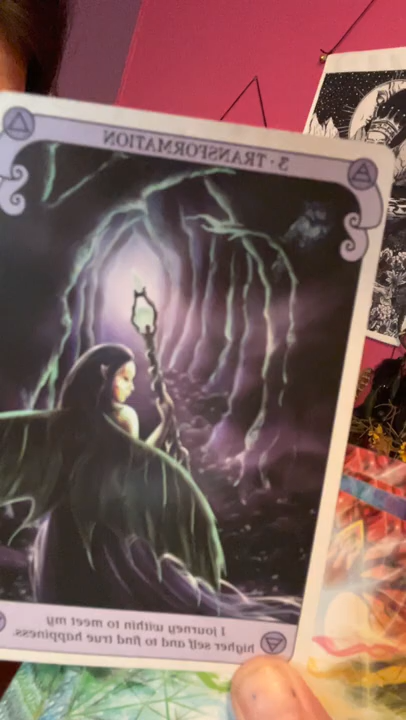 3 · TRANSFORMATION
I journey within to meet my
higher self and to find true happiness.